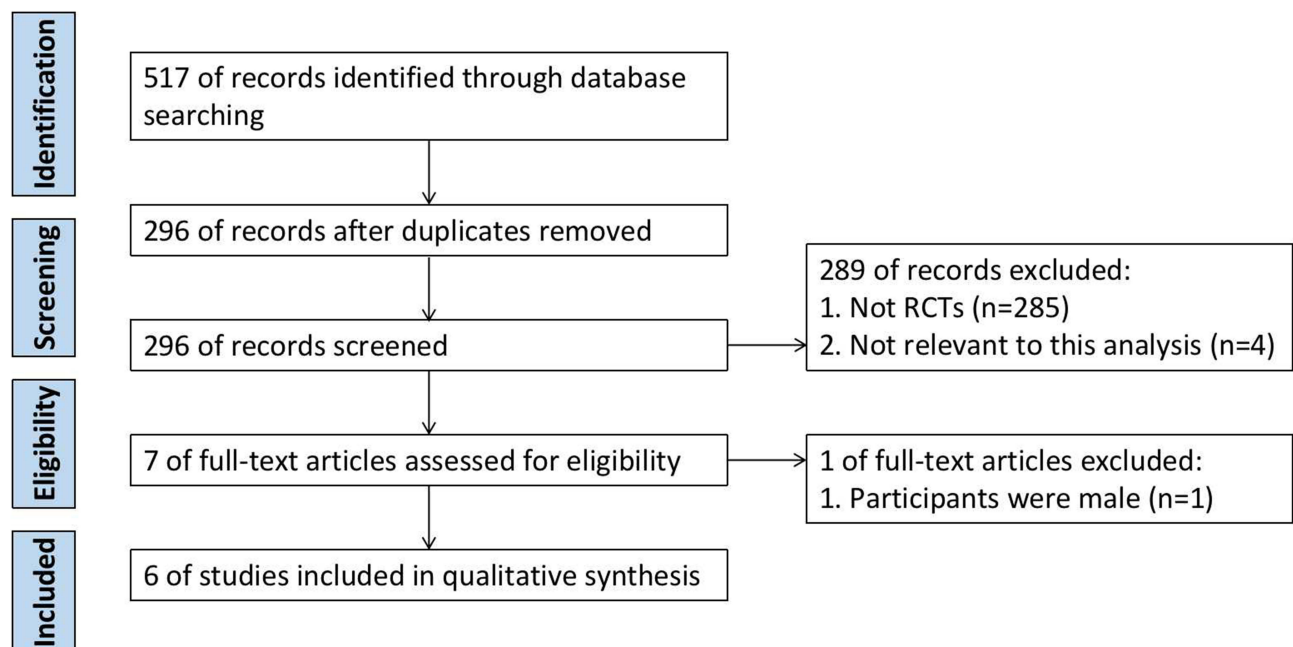 Identification
517 of records identified through database
searching
296 of records after duplicates removed
Screening
289 of records excluded:
1. Not RCTs (n=285)
2. Not relevant to this analysis (n=4)
296 of records screened
Eligibility
7 of full-text articles assessed for eligibility
1 of full-text articles excluded:
1. Participants were male (n=1)
Included
6 of studies included in qualitative synthesis